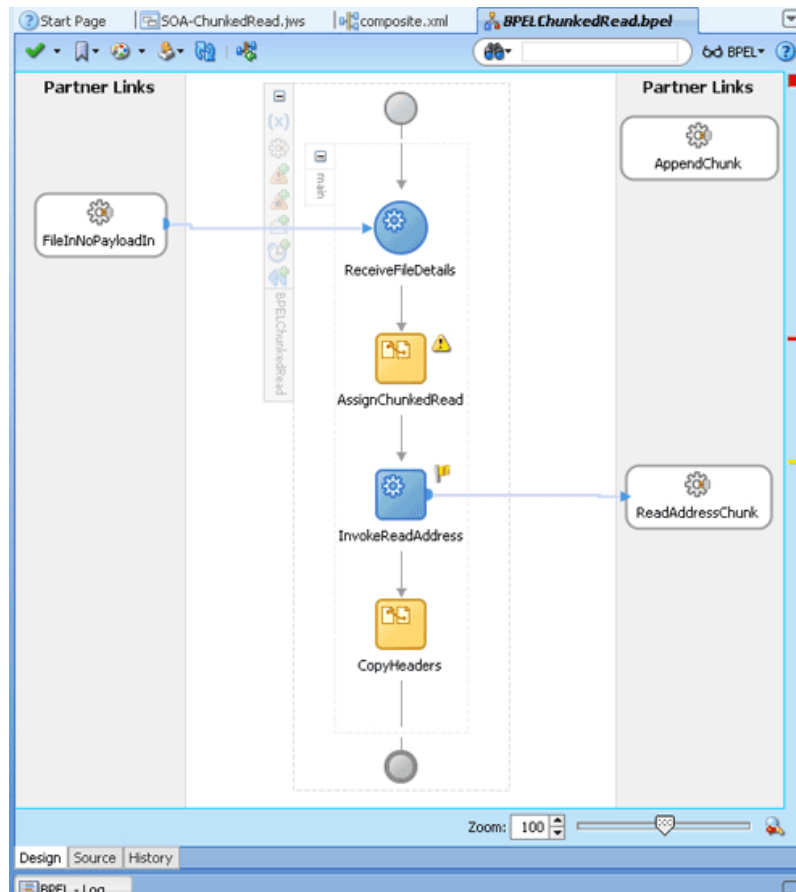 Start Page
SOA-ChunkedRead.jws
composite.xml
BPELChunkedRead.bpel
BPEL
Partner Links
Partner Links
(x)
main
AppendChunk
FileInNoPayloadIn
ReceiveFileDetails
BPELChunkedRead
AssignChunkedRead
InvokeReadAddress
ReadAddressChunk
CopyHeaders
Zoom: 100
Design Source History
BPEL - Log